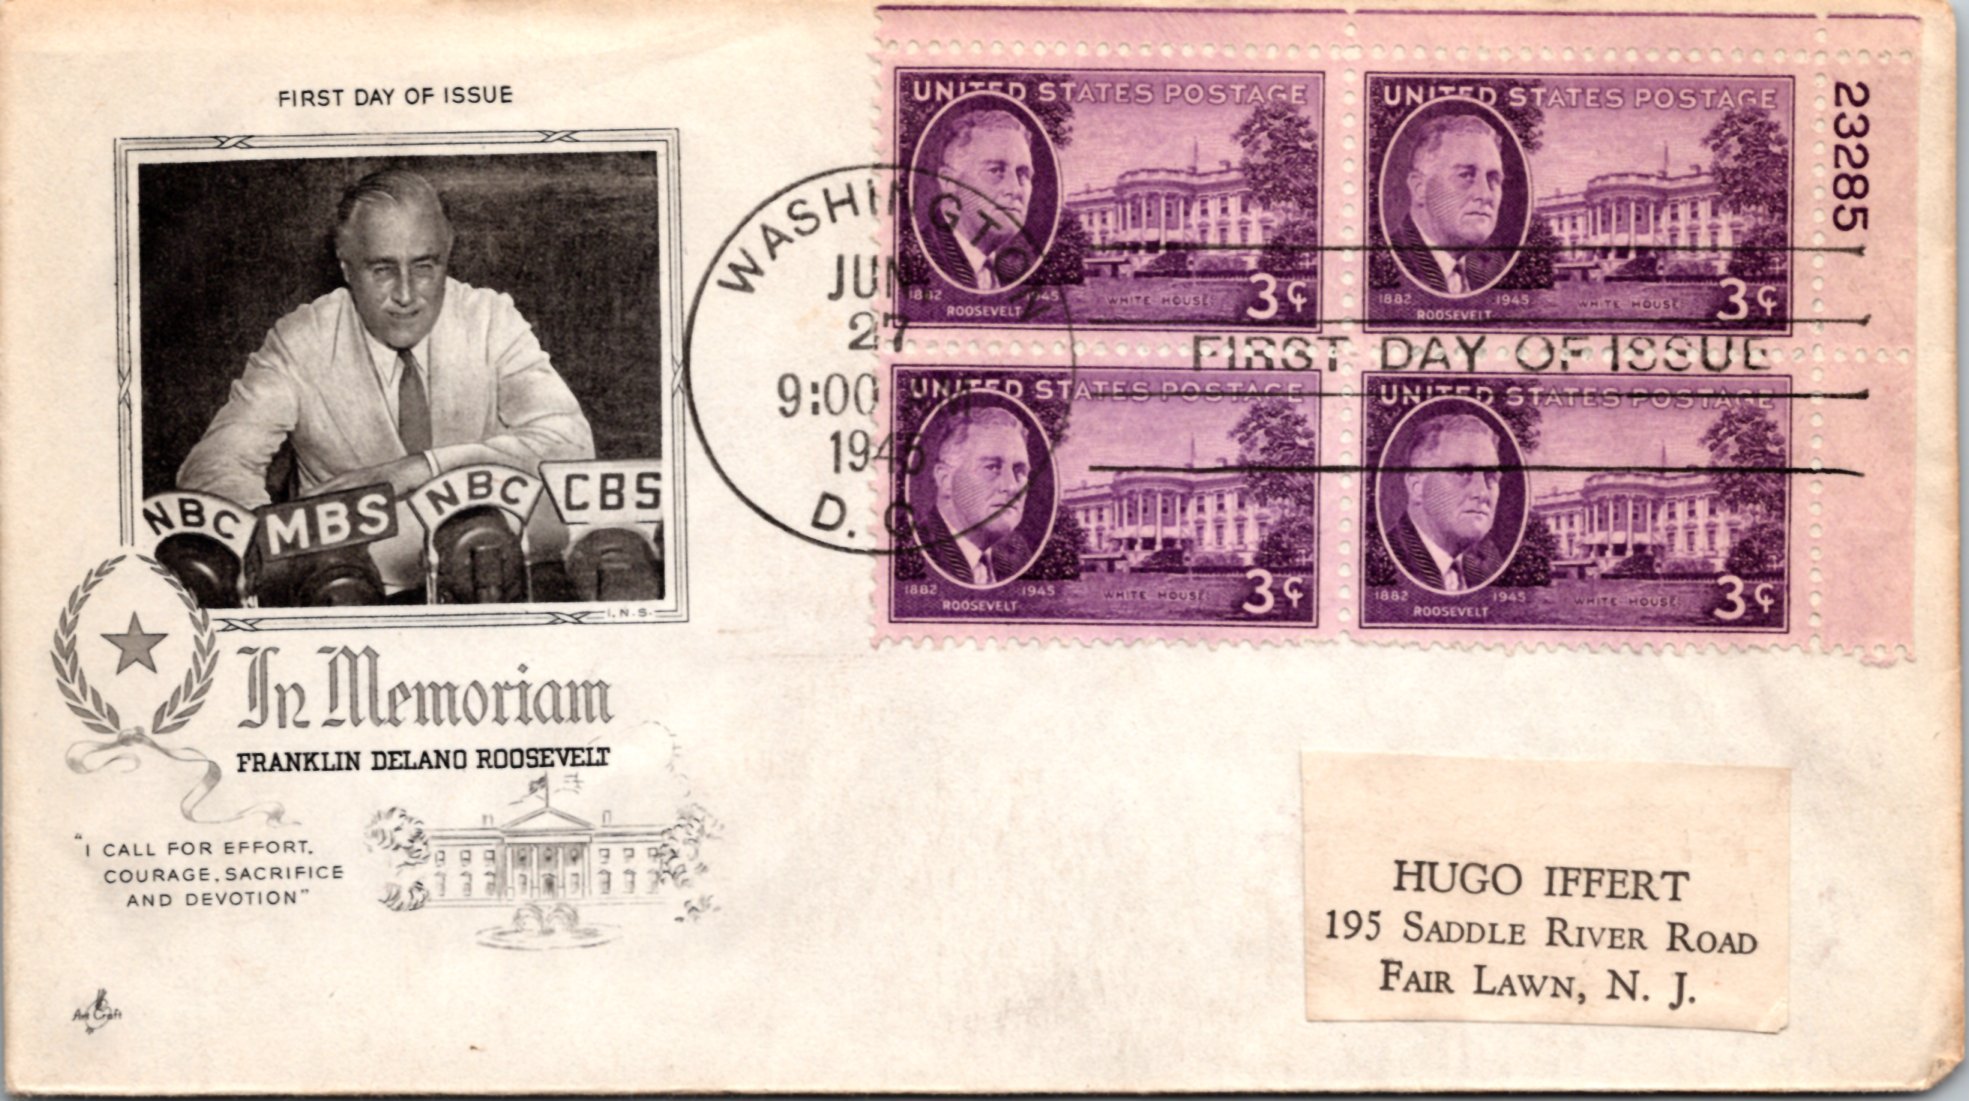 FIRST DAY OF ISSUE
NBC
MBS
NBC
CBS
I.N.S.
In Memoriam
FRANKLIN DELANO ROOSEVELT
"I CALL FOR EFFORT,
COURAGE, SACRIFICE
AND DEVOTION"
Art Craft
WASHINGTON
JUN
27
9:00 AM
1945
D. C.
FIRST DAY OF ISSUE
UNITED STATES POSTAGE
1882 1945
ROOSEVELT
WHITE HOUSE
3¢
UNITED STATES POSTAGE
1882 1945
ROOSEVELT
WHITE HOUSE
3¢
23285
UNITED STATES POSTAGE
1882 1945
ROOSEVELT
WHITE HOUSE
3¢
UNITED STATES POSTAGE
1882 1945
ROOSEVELT
WHITE HOUSE
3¢
HUGO IFFERT
195 SADDLE RIVER ROAD
FAIR LAWN, N. J.